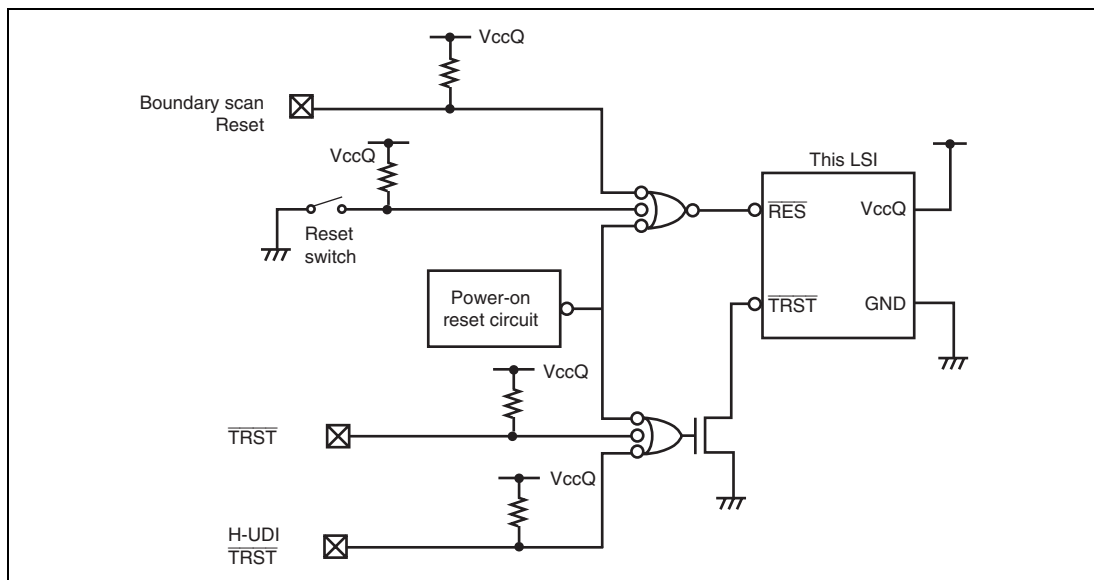 VccQ
Boundary scan
Reset
VccQ
This LSI
RES
VccQ
Reset
switch
Power-on
reset circuit
TRST
GND
VccQ
TRST
VccQ
H-UDI
TRST